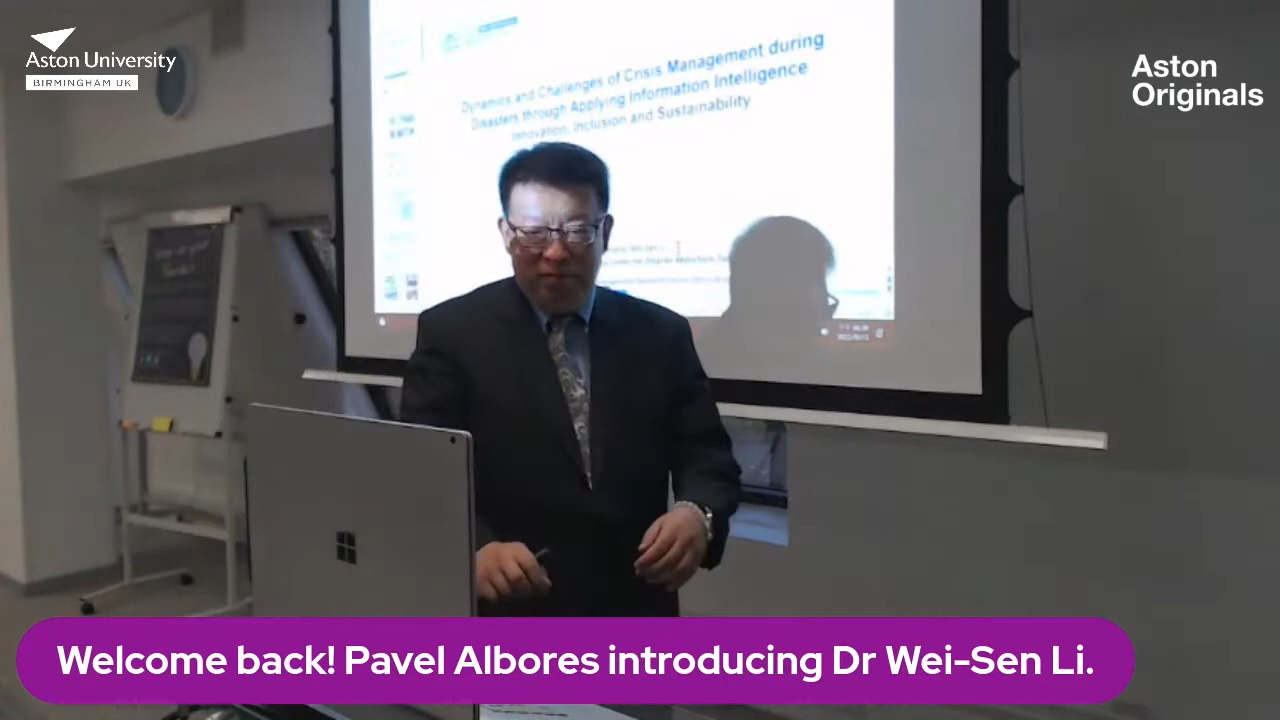 Aston University
BIRMINGHAM UK
Aston
Originals
Dynamics and Challenges of Crisis Management during
Disasters through Applying Information Intelligence
Innovation, Inclusion and Sustainability
Welcome back! Pavel Albores introducing Dr Wei-Sen Li.